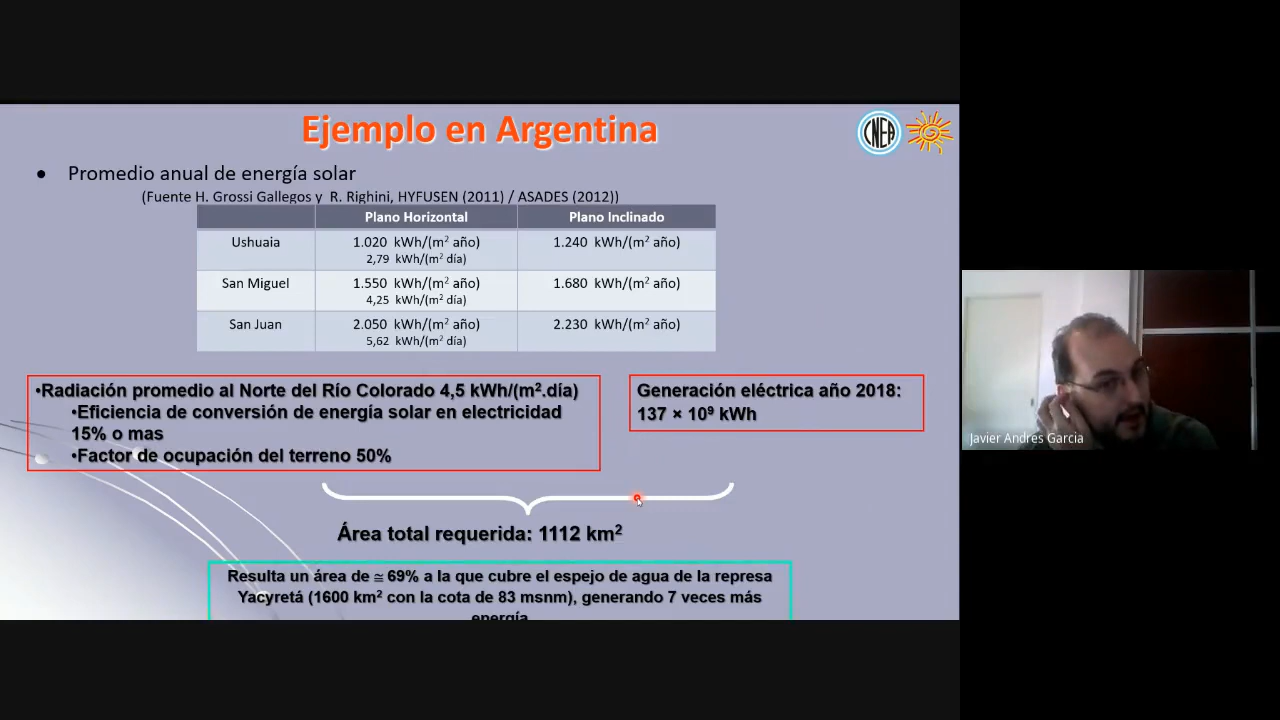 Ejemplo en Argentina
CNEA
• Promedio anual de energía solar
(Fuente H. Grossi Gallegos y R. Righini, HYFUSEN (2011) / ASADES (2012))
Plano Horizontal Plano Inclinado
Ushuaia 1.020 kWh/(m² año) 1.240 kWh/(m² año)
2,79 kWh/(m² día)
San Miguel 1.550 kWh/(m² año) 1.680 kWh/(m² año)
4,25 kWh/(m² día)
San Juan 2.050 kWh/(m² año) 2.230 kWh/(m² año)
5,62 kWh/(m² día)
•Radiación promedio al Norte del Río Colorado 4,5 kWh/(m².día)
•Eficiencia de conversión de energía solar en electricidad
15% o mas
•Factor de ocupación del terreno 50%
Generación eléctrica año 2018:
137 × 10⁹ kWh
Área total requerida: 1112 km²
Resulta un área de ≅ 69% a la que cubre el espejo de agua de la represa
Yacyretá (1600 km² con la cota de 83 msnm), generando 7 veces más
energía
Javier Andres Garcia